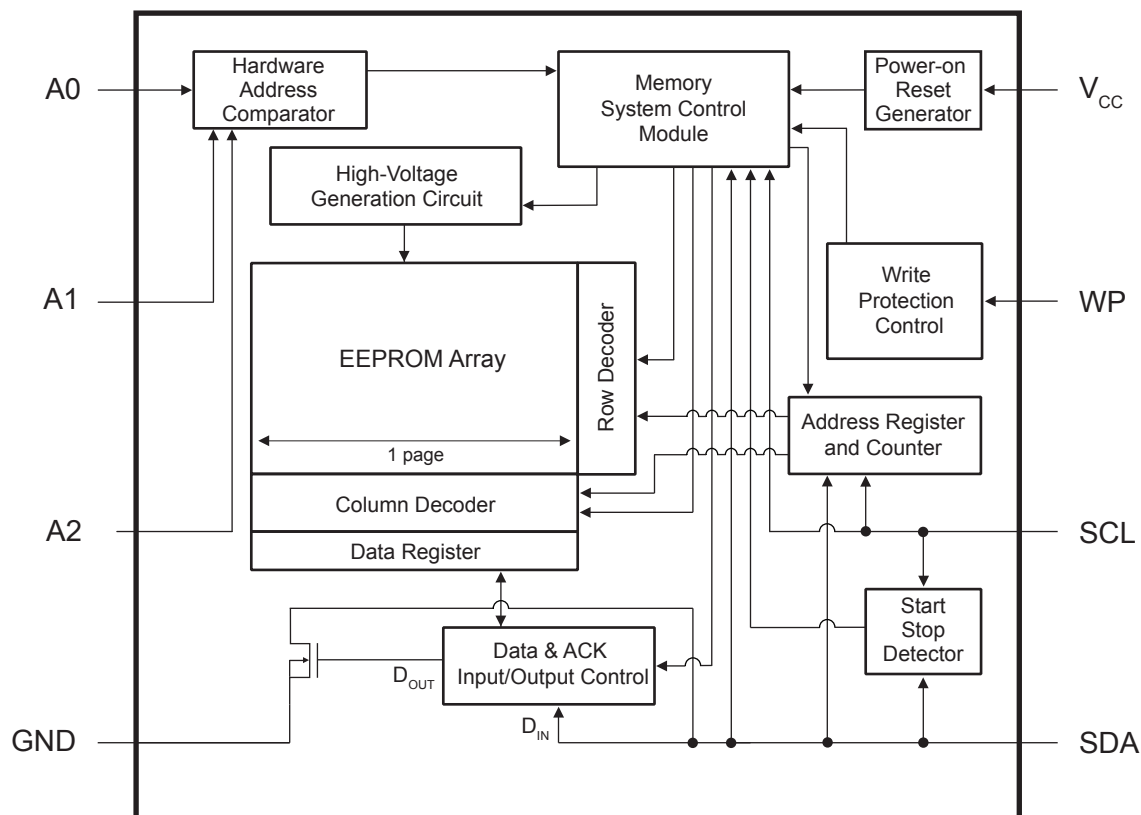 A0
Hardware
Address
Comparator
Memory
System Control
Module
Power-on
Reset
Generator
VCC
High-Voltage
Generation Circuit
A1
EEPROM Array
1 page
Row Decoder
Write
Protection
Control
WP
Address Register
and Counter
A2
Column Decoder
Data Register
SCL
Start
Stop
Detector
Data & ACK
Input/Output Control
DOUT
DIN
GND
SDA